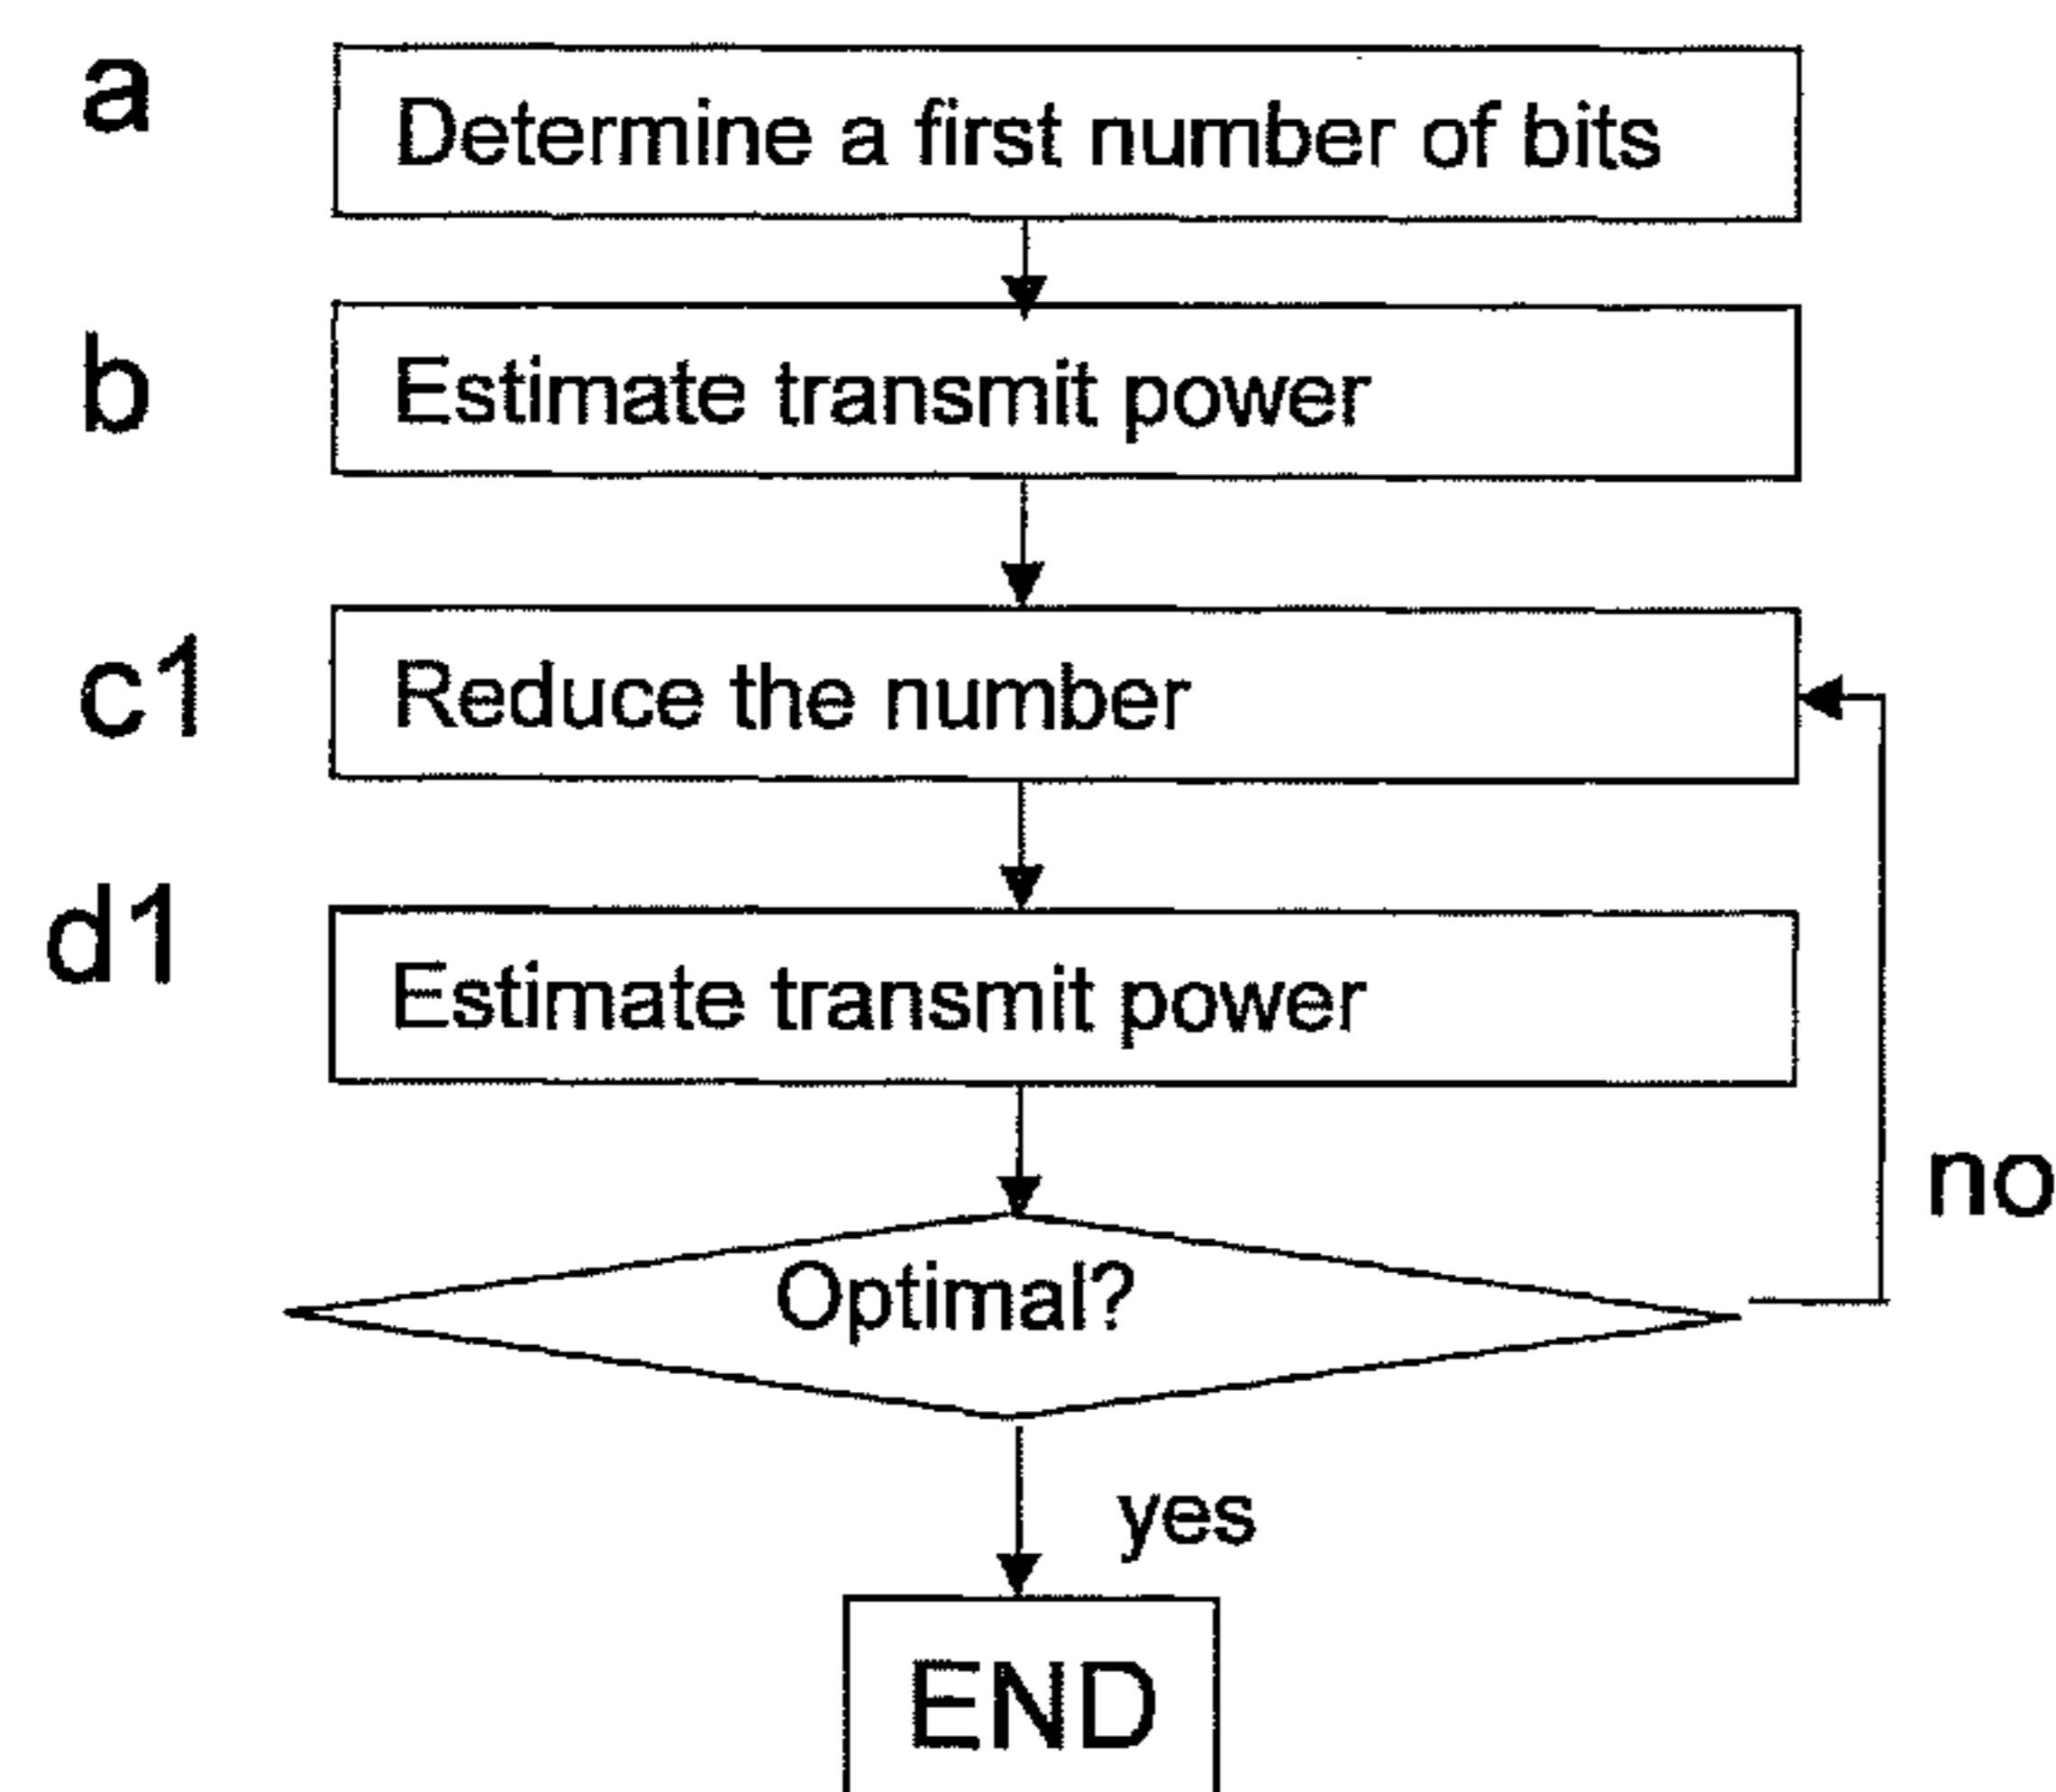 a
Determine a first number of bits
b
Estimate transmit power
c1
Reduce the number
d1
Estimate transmit power
no
Optimal?
yes
END